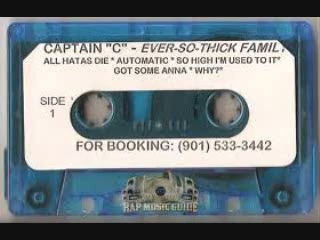 CAPTAIN "C" - EVER-SO-THICK FAMILY
ALL HATAS DIE * AUTOMATIC * SO HIGH I'M USED TO IT*
GOT SOME ANNA * WHY?*
SIDE
1
FOR BOOKING: (901) 533-3442
RAP MUSIC GUIDE